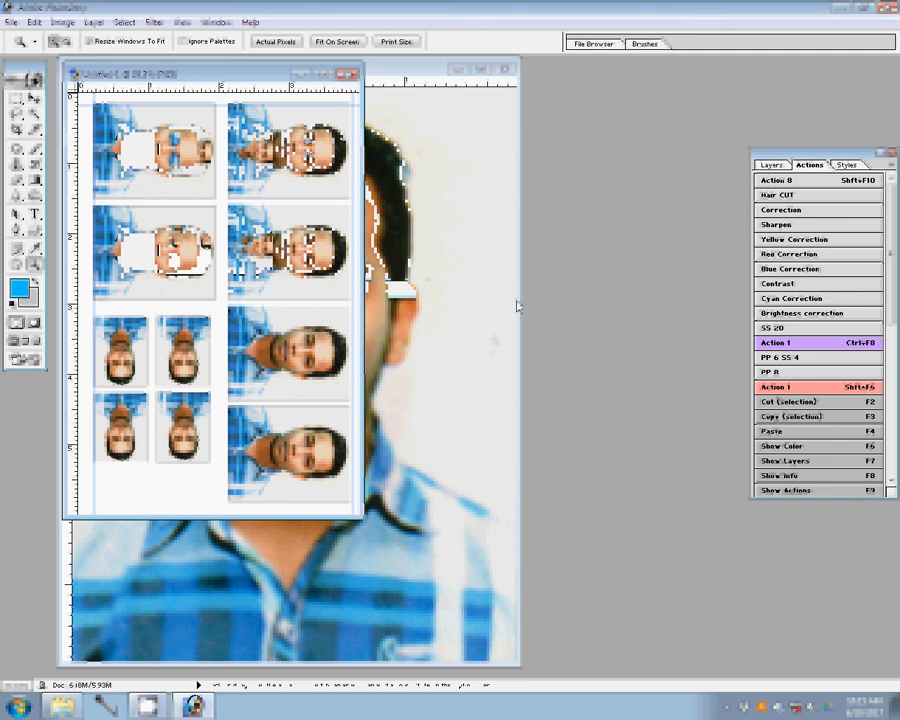 Adobe Photoshop
File Edit Image Layer Select Filter View Window Help
Resize Windows To Fit Ignore Palettes Actual Pixels Fit On Screen Print Size File Browser Brushes
Layers Actions Styles
Action 8 Shft+F10
Hair CUT
Correction
Sharpen
Yellow Correction
Red Correction
Blue Correction
Contrast
Cyan Correction
Brightness correction
SS 20
Action 1 Ctrl+F8
PP 6 SS 4
PP 8
Action 1 Shft+F5
Cut (selection) F2
Copy (selection) F3
Paste F4
Show Color F6
Show Layers F7
Show Info F8
Show Actions F9
Doc: 6.18M/5.93M